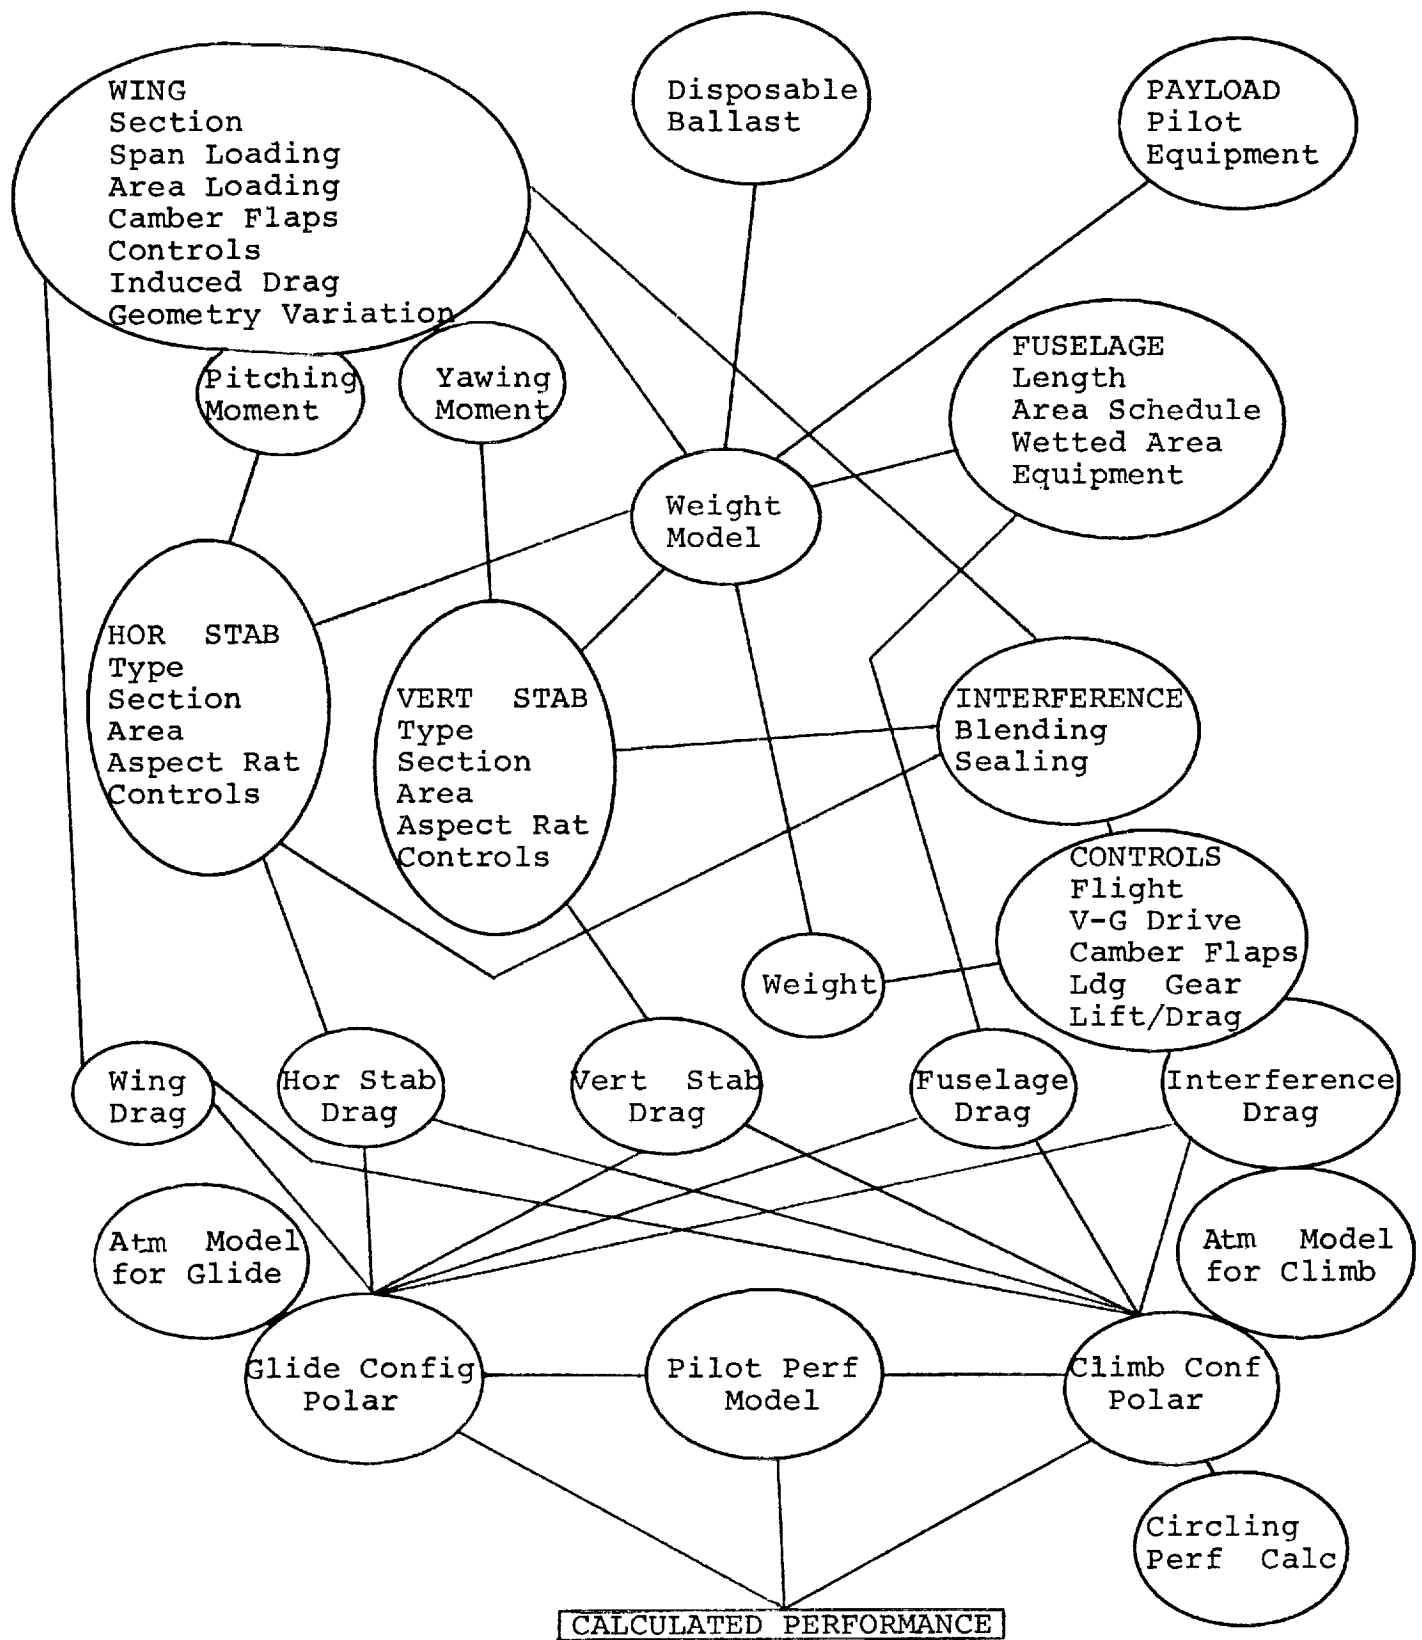 WING
Section
Span Loading
Area Loading
Camber Flaps
Controls
Induced Drag
Geometry Variation
Disposable
Ballast
PAYLOAD
Pilot
Equipment
Pitching
Moment
Yawing
Moment
FUSELAGE
Length
Area Schedule
Wetted Area
Equipment
Weight
Model
HOR STAB
Type
Section
Area
Aspect Rat
Controls
VERT STAB
Type
Section
Area
Aspect Rat
Controls
INTERFERENCE
Blending
Sealing
CONTROLS
Flight
V-G Drive
Camber Flaps
Ldg Gear
Lift/Drag
Weight
Wing
Drag
Hor Stab
Drag
Vert Stab
Drag
Fuselage
Drag
Interference
Drag
Atm Model
for Glide
Atm Model
for Climb
Glide Config
Polar
Pilot Perf
Model
Climb Conf
Polar
Circling
Perf Calc
CALCULATED PERFORMANCE